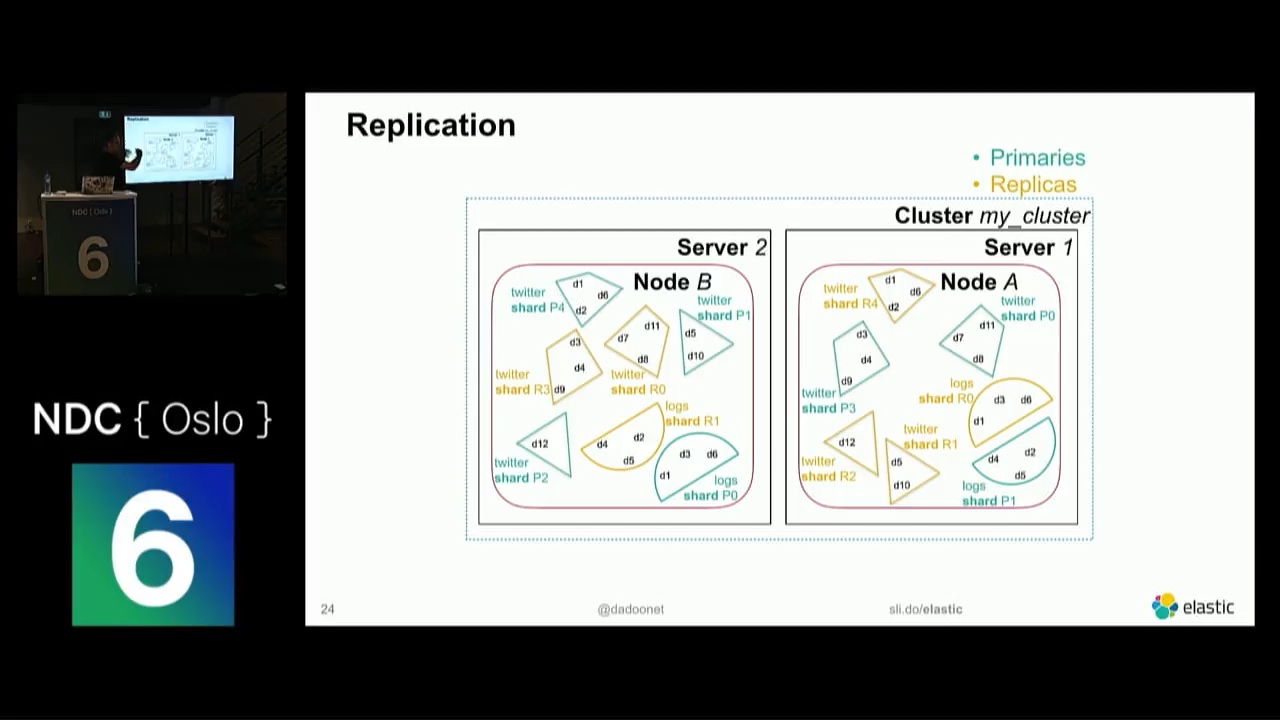 Replication
• Primaries
• Replicas
Cluster my_cluster
Server 2
Node B
twitter
shard P4
d1
d6
d2
twitter
shard P1
d5
d10
d11
d7
d8
twitter
shard R0
d3
d4
d9
twitter
shard R3
logs
shard R1
d4
d2
d5
d12
twitter
shard P2
d3
d6
d1
logs
shard P0
Server 1
Node A
twitter
shard R4
d1
d6
d2
twitter
shard P0
d11
d7
d8
d3
d4
d9
twitter
shard P3
logs
shard R0
d3
d6
d1
twitter
shard R1
d5
d10
d12
twitter
shard R2
d4
d2
d5
logs
shard P1
24
@dadoonet
sli.do/elastic
elastic
Replication
NDC { Oslo }
6
NDC { Oslo }
6